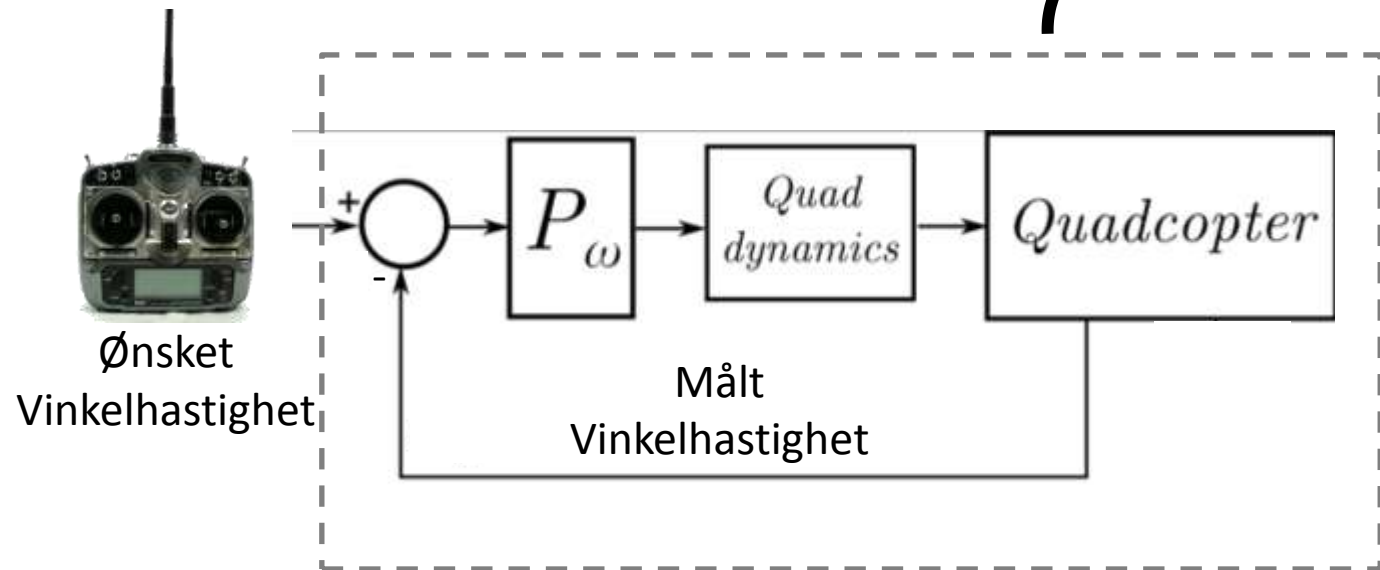 +
-
P ω
Quad
dynamics
Quadcopter
Ønsket
Vinkelhastighet
Målt
Vinkelhastighet